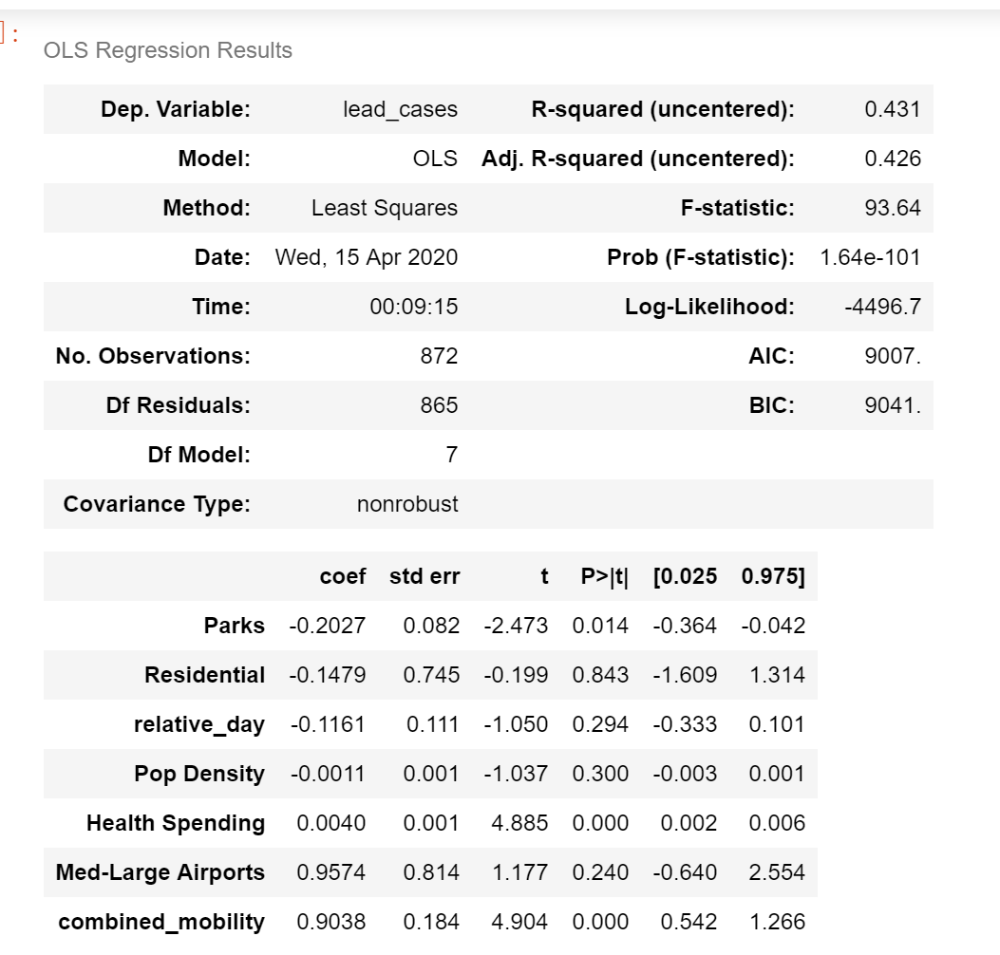 ]:
OLS Regression Results
Dep. Variable: lead_cases R-squared (uncentered): 0.431
Model: OLS Adj. R-squared (uncentered): 0.426
Method: Least Squares F-statistic: 93.64
Date: Wed, 15 Apr 2020 Prob (F-statistic): 1.64e-101
Time: 00:09:15 Log-Likelihood: -4496.7
No. Observations: 872 AIC: 9007.
Df Residuals: 865 BIC: 9041.
Df Model: 7
Covariance Type: nonrobust
coef std err t P>|t| [0.025 0.975]
Parks -0.2027 0.082 -2.473 0.014 -0.364 -0.042
Residential -0.1479 0.745 -0.199 0.843 -1.609 1.314
relative_day -0.1161 0.111 -1.050 0.294 -0.333 0.101
Pop Density -0.0011 0.001 -1.037 0.300 -0.003 0.001
Health Spending 0.0040 0.001 4.885 0.000 0.002 0.006
Med-Large Airports 0.9574 0.814 1.177 0.240 -0.640 2.554
combined_mobility 0.9038 0.184 4.904 0.000 0.542 1.266